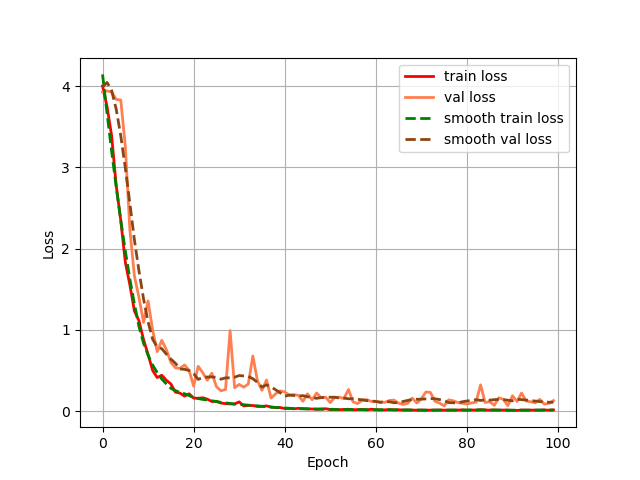 train loss
val loss
smooth train loss
smooth val loss
4
3
2
1
0
Loss
0 20 40 60 80 100
Epoch